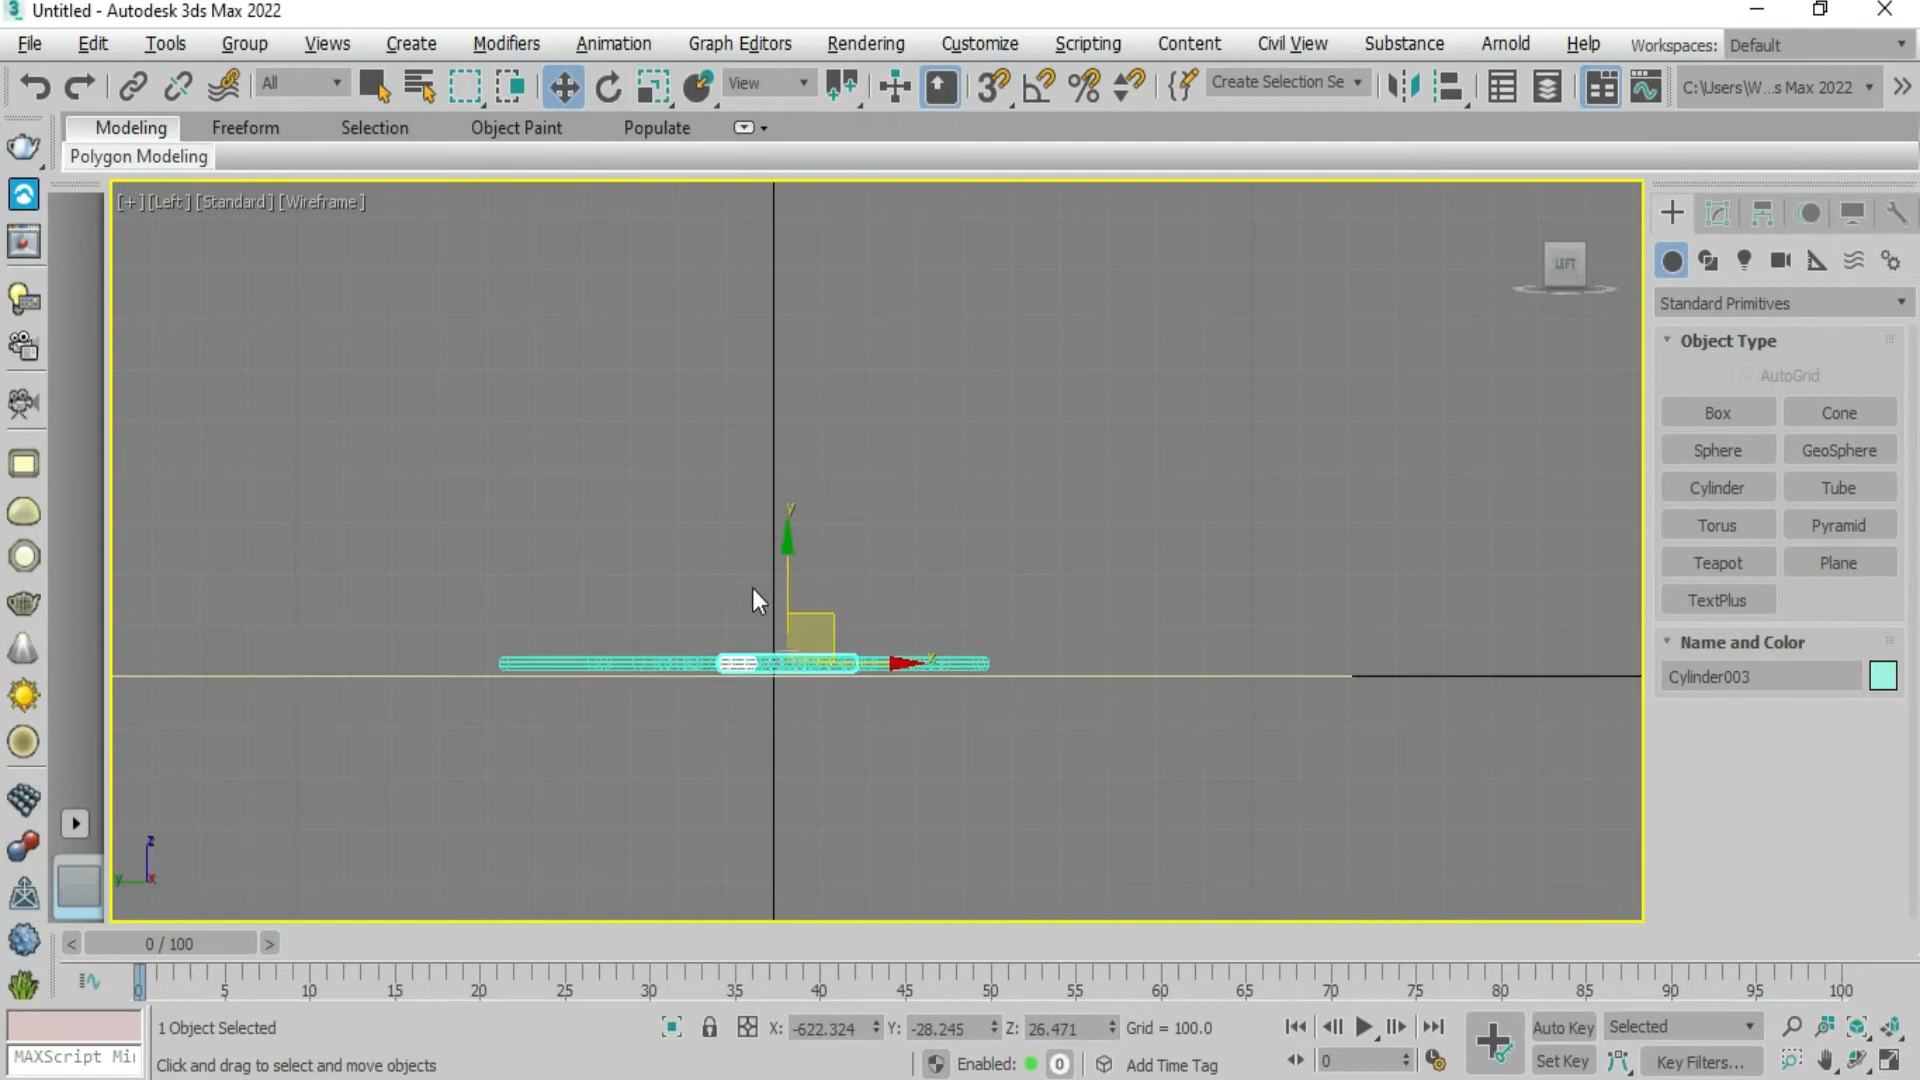 Untitled - Autodesk 3ds Max 2022
File Edit Tools Group Views Create Modifiers Animation Graph Editors Rendering Customize Scripting Content Civil View Substance Arnold Help Workspaces: Default
All View Create Selection Se C:\Users\W...s Max 2022
Modeling Freeform Selection Object Paint Populate
Polygon Modeling
[+] [Left] [Standard] [Wireframe]
LEFT
Standard Primitives
Object Type
AutoGrid
Box Cone
Sphere GeoSphere
Cylinder Tube
Torus Pyramid
Teapot Plane
TextPlus
Name and Color
Cylinder003
y
x
z
y x
< 0 / 100 >
0 5 10 15 20 25 30 35 40 45 50 55 60 65 70 75 80 85 90 95 100
1 Object Selected X: -622.324 Y: -28.245 Z: 26.471 Grid = 100.0 Auto Key Selected
MAXScript Mi
Click and drag to select and move objects Enabled: 0 Add Time Tag 0 Set Key Key Filters...